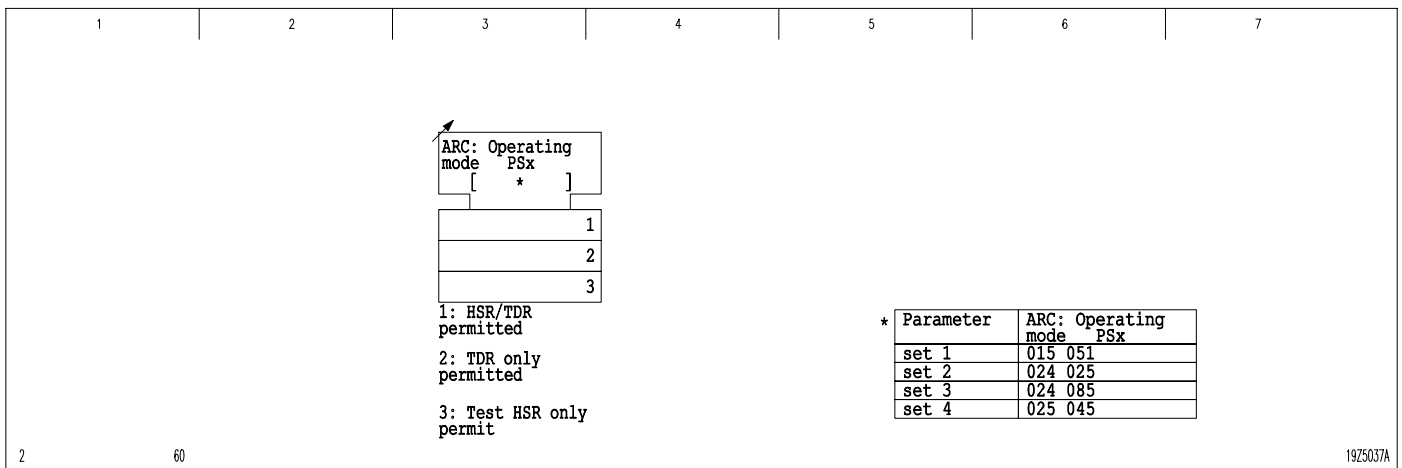 1 2 3 4 5 6 7
ARC: Operating
mode PSx
[ * ]
1
2
3
1: HSR/TDR
permitted
2: TDR only
permitted
3: Test HSR only
permit
* Parameter ARC: Operating
mode PSx
set 1 015 051
set 2 024 025
set 3 024 085
set 4 025 045
2 60 19Z5037A